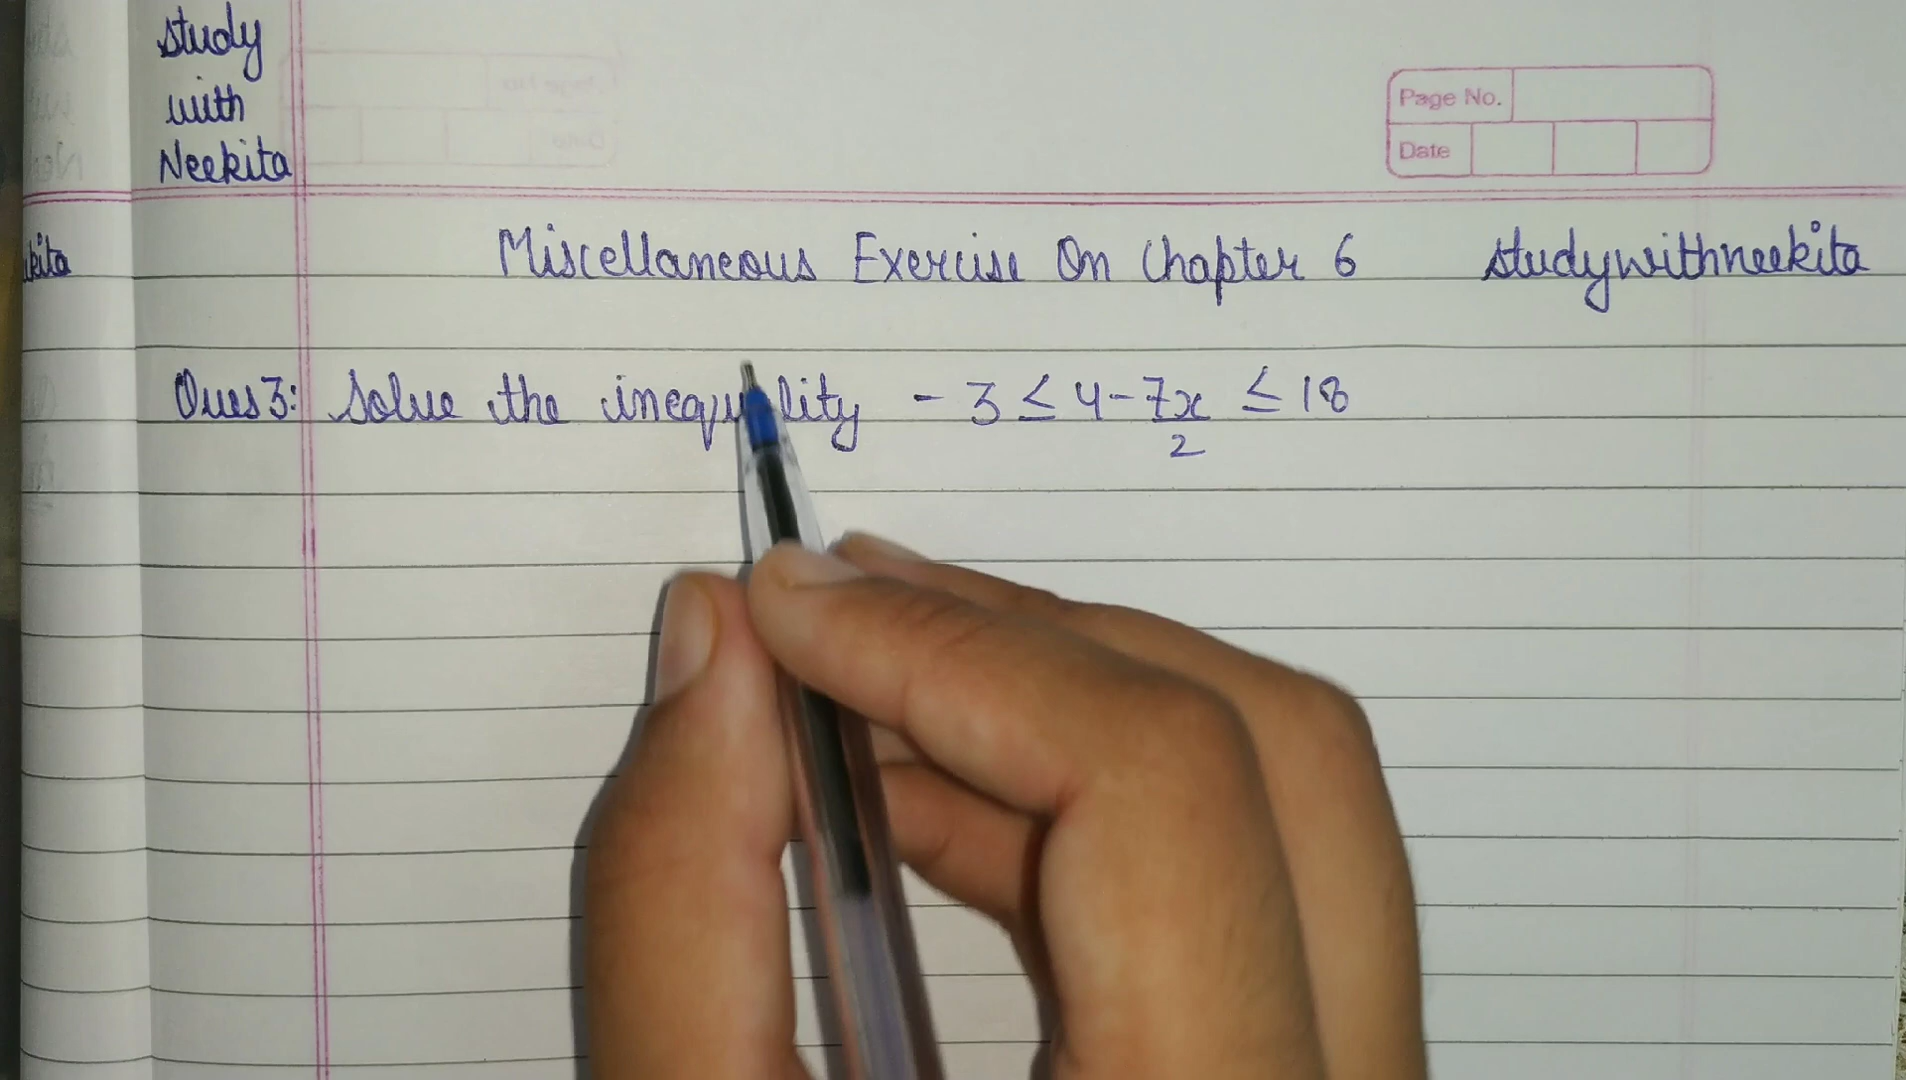 study
with
Neekita
Page No.
Date
kita
Miscellaneous Exercise On Chapter 6 studywithneekita
Ques 3: Solve the inequality - 3 ≤ 4 - 7x/2 ≤ 18